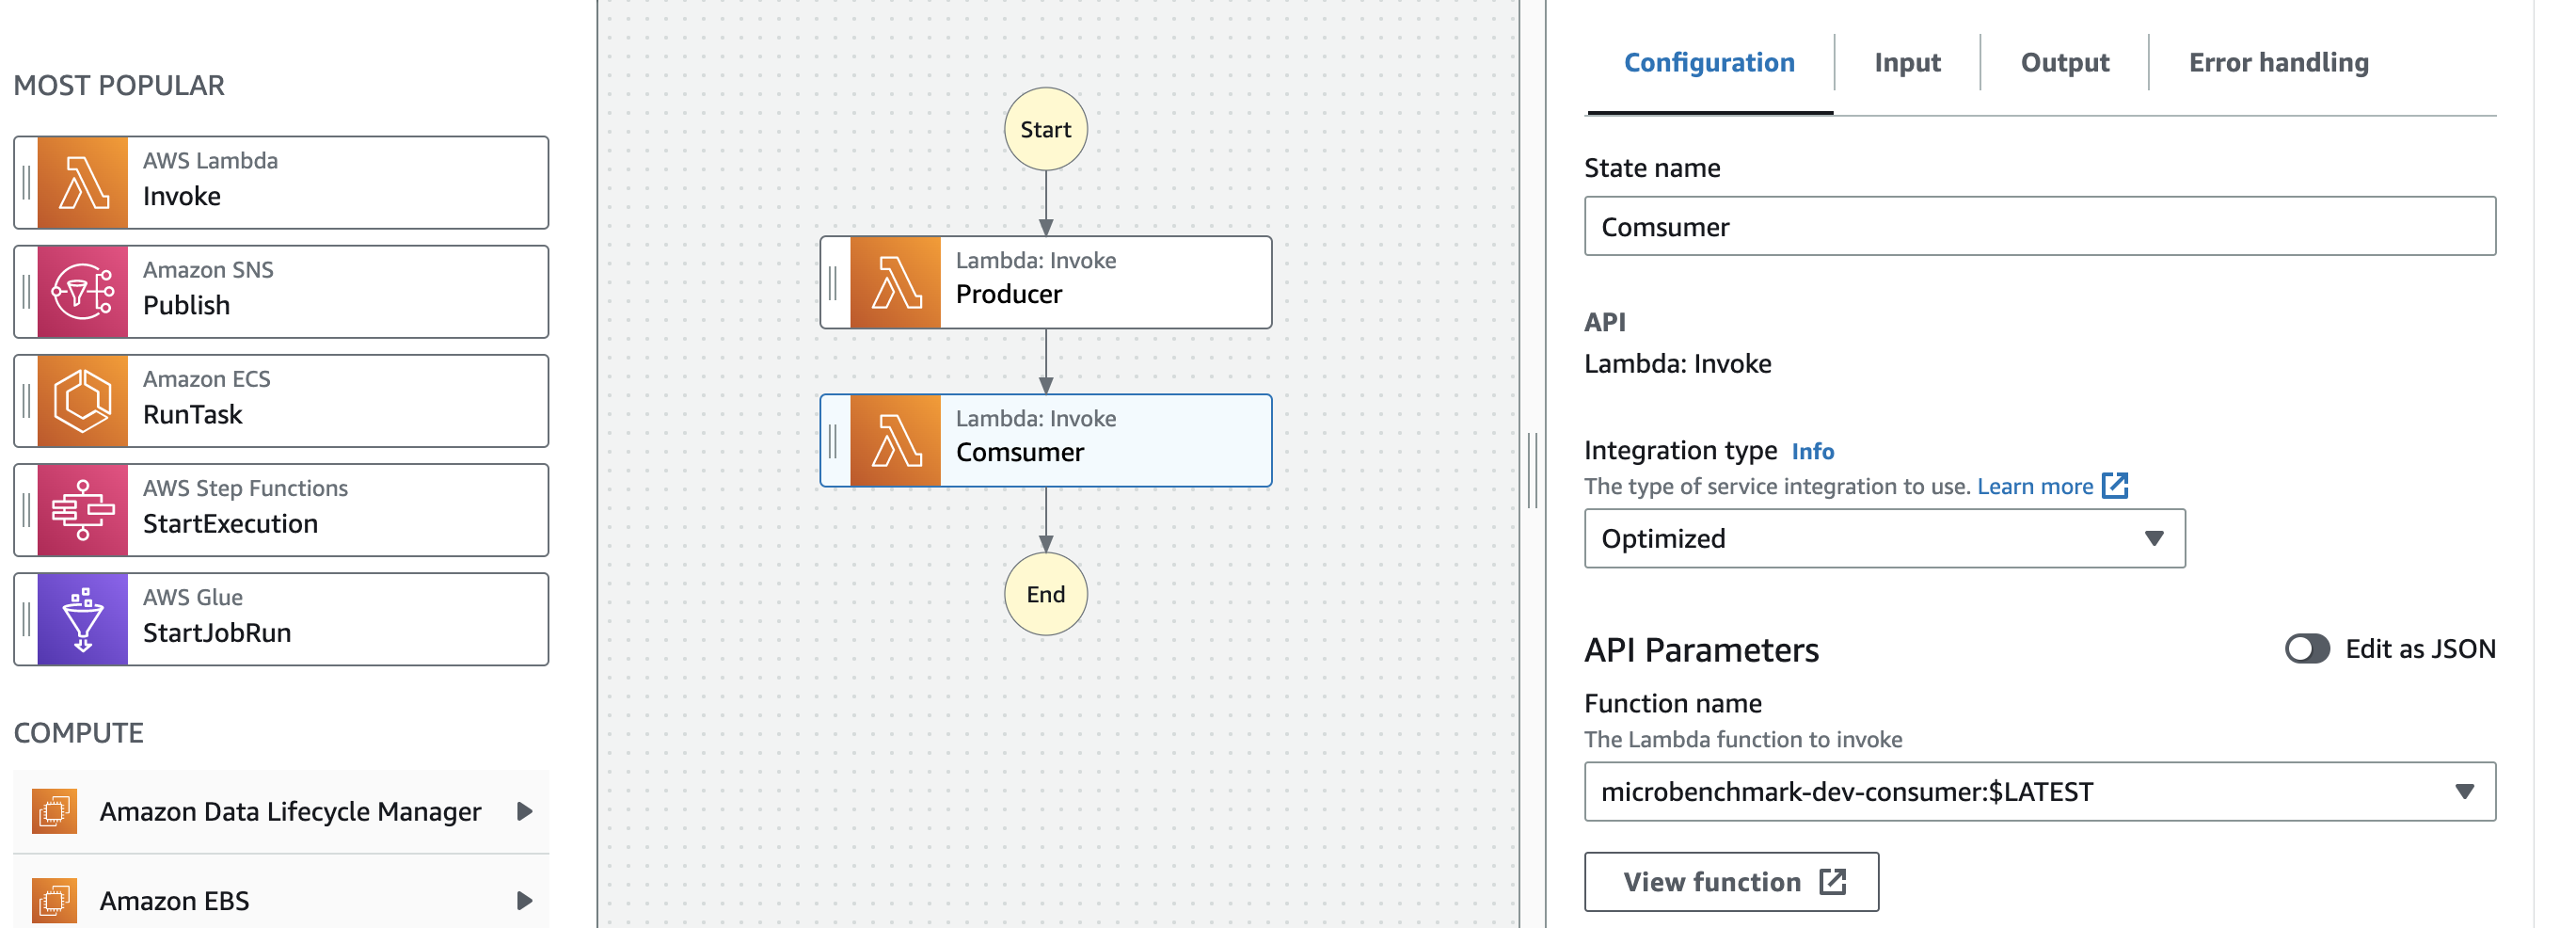 MOST POPULAR
AWS Lambda
Invoke
Amazon SNS
Publish
Amazon ECS
RunTask
AWS Step Functions
StartExecution
AWS Glue
StartJobRun
COMPUTE
Amazon Data Lifecycle Manager
Amazon EBS
Start
Lambda: Invoke
Producer
Lambda: Invoke
Comsumer
End
Configuration
Input
Output
Error handling
State name
Comsumer
API
Lambda: Invoke
Integration type Info
The type of service integration to use. Learn more
Optimized
API Parameters
Edit as JSON
Function name
The Lambda function to invoke
microbenchmark-dev-consumer:$LATEST
View function